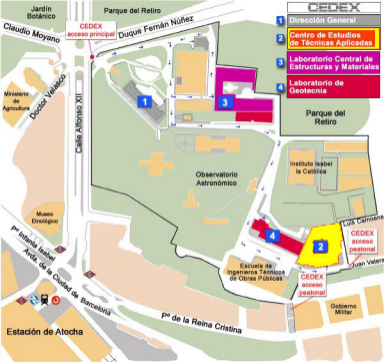 Jardín
Botánico
Parque del Retiro
CEDEX
Claudio Moyano
CEDEX
acceso principal
Duque Fernán Núñez
1 Dirección General
2 Centro de Estudios
de Técnicas Aplicadas
3 Laboratorio Central de
Estructuras y Materiales
4 Laboratorio de
Geotecnia
Ministerio
de
Agricultura
Doctor Velasco
Calle Alfonso XII
1
3
Parque del
Retiro
Observatorio
Astronómico
Instituto Isabel
la Católica
Museo
Etnológico
Pº Infanta Isabel
Avda. de la Ciudad de Barcelona
4
2
Luis Camoens
CEDEX
acceso
peatonal
Juan Valera
Escuela de
Ingenieros Técnicos
de Obras Públicas
CEDEX
acceso
peatonal
Pº de la Reina Cristina
Gobierno
Militar
Estación de Atocha